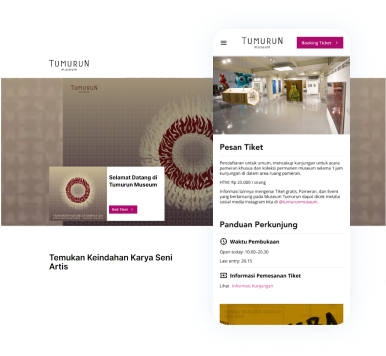 TUMURUN
museum
TUMURUN
museum
Selamat Datang di
Tumurun Museum
Beli Tiket >
Temukan Keindahan Karya Seni
Artis
TUMURUN
museum
Booking Ticket >
Pesan Tiket
Pendaftaran untuk umum, mencakup kunjungan untuk acara
pameran khusus dan koleksi permanen museum selama 1 jam
kunjungan di dalam area ruang pameran.
HTM: Rp 25.000 / orang
Informasi lainnya mengenai Tiket gratis, Pameran, dan Event
yang berlangsung pada Museum Tumurun dapat dicek melalui
sosial media Instagram kita di @tumurunmuseum.
Panduan Perkunjung
Waktu Pembukaan
Open today: 10.00–20.30
Last entry: 20.15
Informasi Pemesanan Tiket
Lihat Informasi Kunjungan